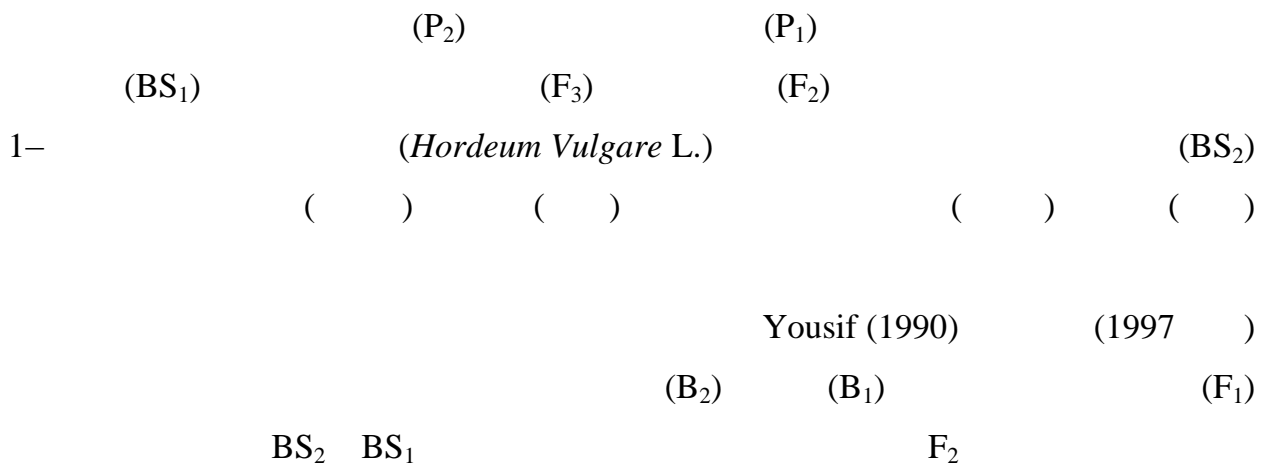 (P₁) (P₂)
(F₂) (F₃) (BS₁)
(BS₂) (Hordeum Vulgare L.) 1–
( ) ( ) ( ) ( )
(1997 ) Yousif (1990)
(F₁) (B₁) (B₂)
F₂ BS₁ BS₂